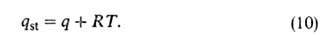 q_st = q + RT. (10)